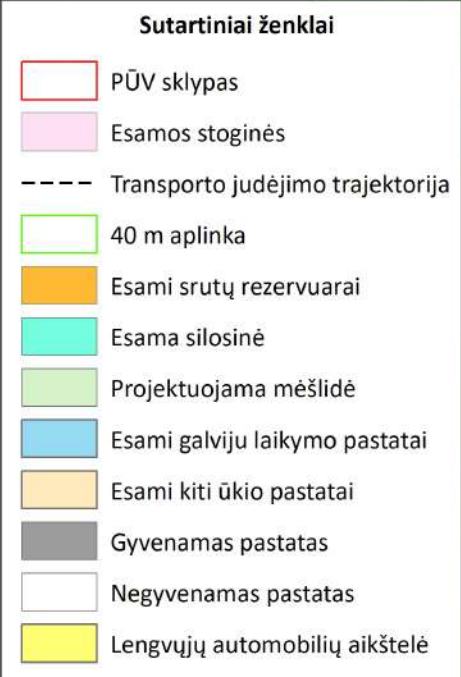 Sutartiniai ženklai
PŪV sklypas
Esamos stoginės
Transporto judėjimo trajektorija
40 m aplinka
Esami srutų rezervuarai
Esama silosinė
Projektuojama mėšlidė
Esami galviju laikymo pastatai
Esami kiti ūkio pastatai
Gyvenamas pastatas
Negyvenamas pastatas
Lengvųjų automobilių aikštelė